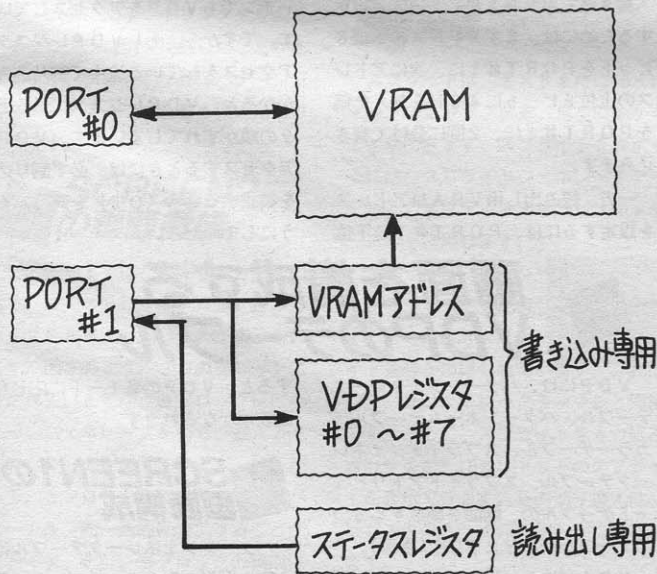 PORT
#0
VRAM
PORT
#1
VRAMアドレス
VDPレジスタ
#0 ～#7
書き込み専用
ステータスレジスタ
読み出し専用